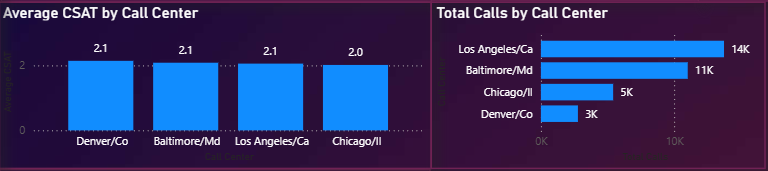 Average CSAT by Call Center
2.1
2.1
2.1
2.0
2
0
Average CSAT
Denver/Co
Baltimore/Md
Los Angeles/Ca
Chicago/Il
Call Center
Total Calls by Call Center
Los Angeles/Ca
14K
Baltimore/Md
11K
Chicago/Il
5K
Denver/Co
3K
0K
10K